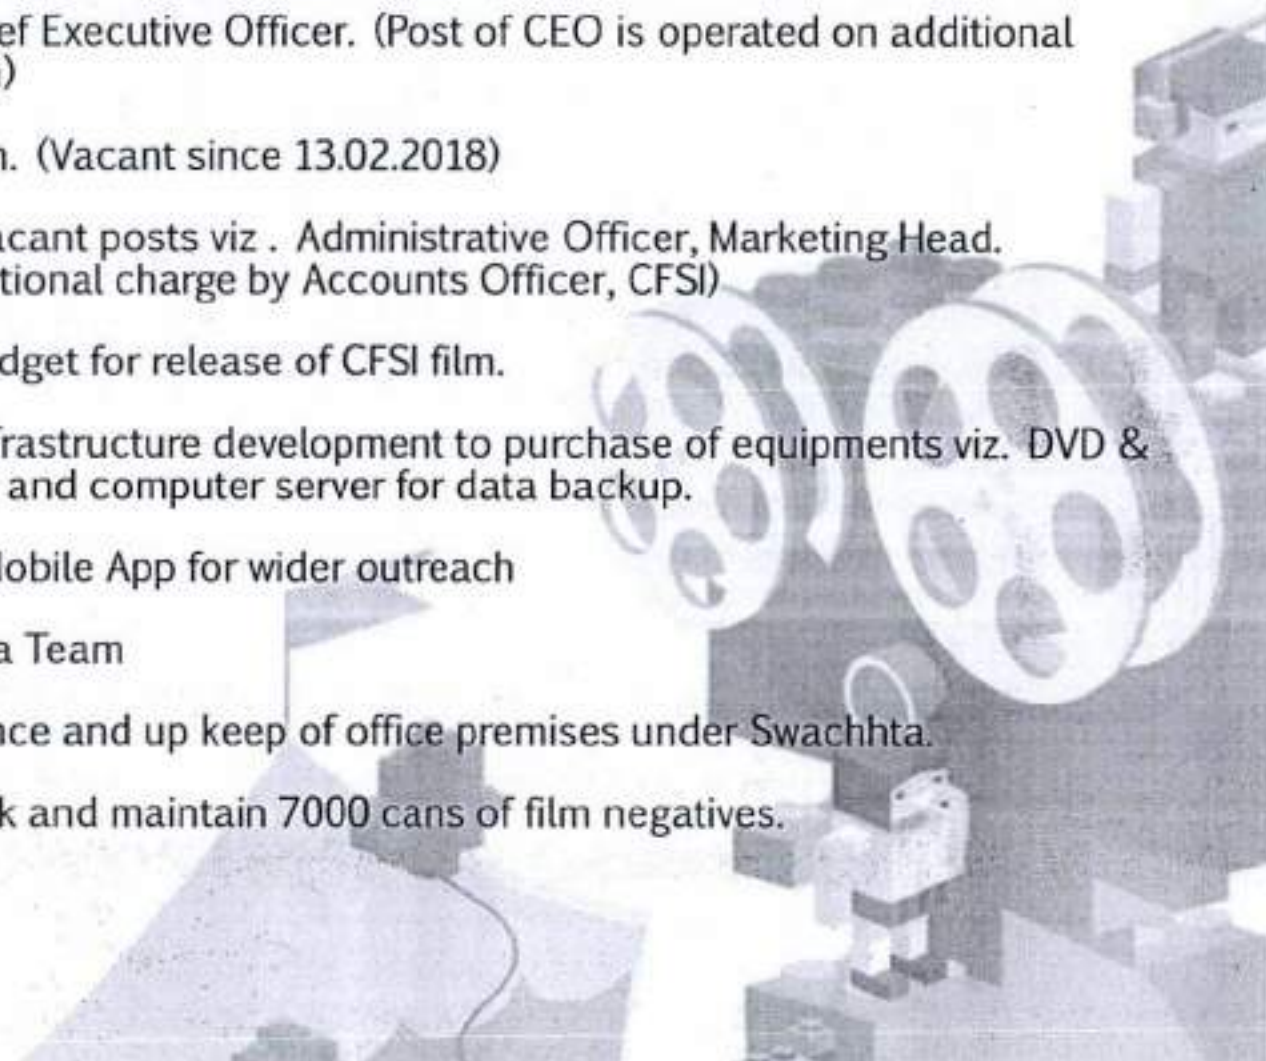 ef Executive Officer. (Post of CEO is operated on additional
)
n. (Vacant since 13.02.2018)
acant posts viz . Administrative Officer, Marketing Head.
tional charge by Accounts Officer, CFSI)
dget for release of CFSI film.
frastructure development to purchase of equipments viz. DVD &
and computer server for data backup.
Mobile App for wider outreach
a Team
nce and up keep of office premises under Swachhta.
k and maintain 7000 cans of film negatives.